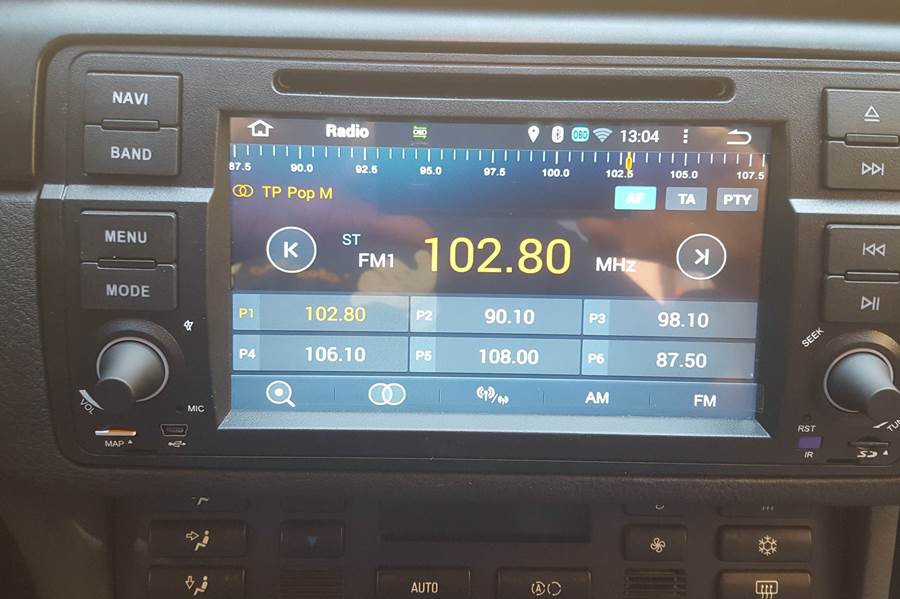 NAVI
BAND
MENU
MODE
VOL
MIC
MAP
Radio
OBD
OBD
13:04
87.5 90.0 92.5 95.0 97.5 100.0 102.5 105.0 107.5
TP Pop M
AF TA PTY
ST
FM1 102.80 MHz
P1 102.80 P2 90.10 P3 98.10
P4 106.10 P5 108.00 P6 87.50
AM FM
SEEK
TUN
RST
IR
SD
AUTO
A